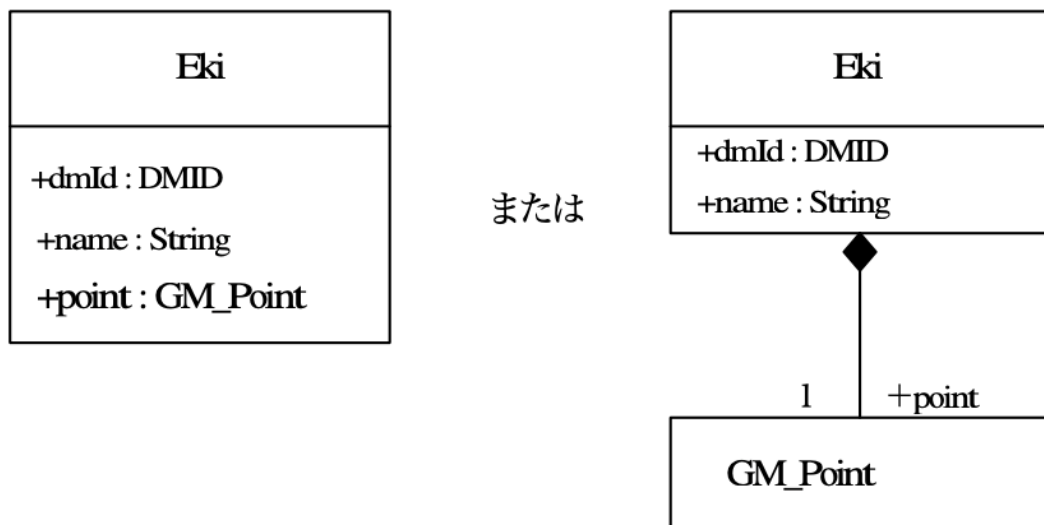 Eki
+dmId : DMID
+name : String
+point : GM_Point
または
Eki
+dmId : DMID
+name : String
1
+point
GM_Point